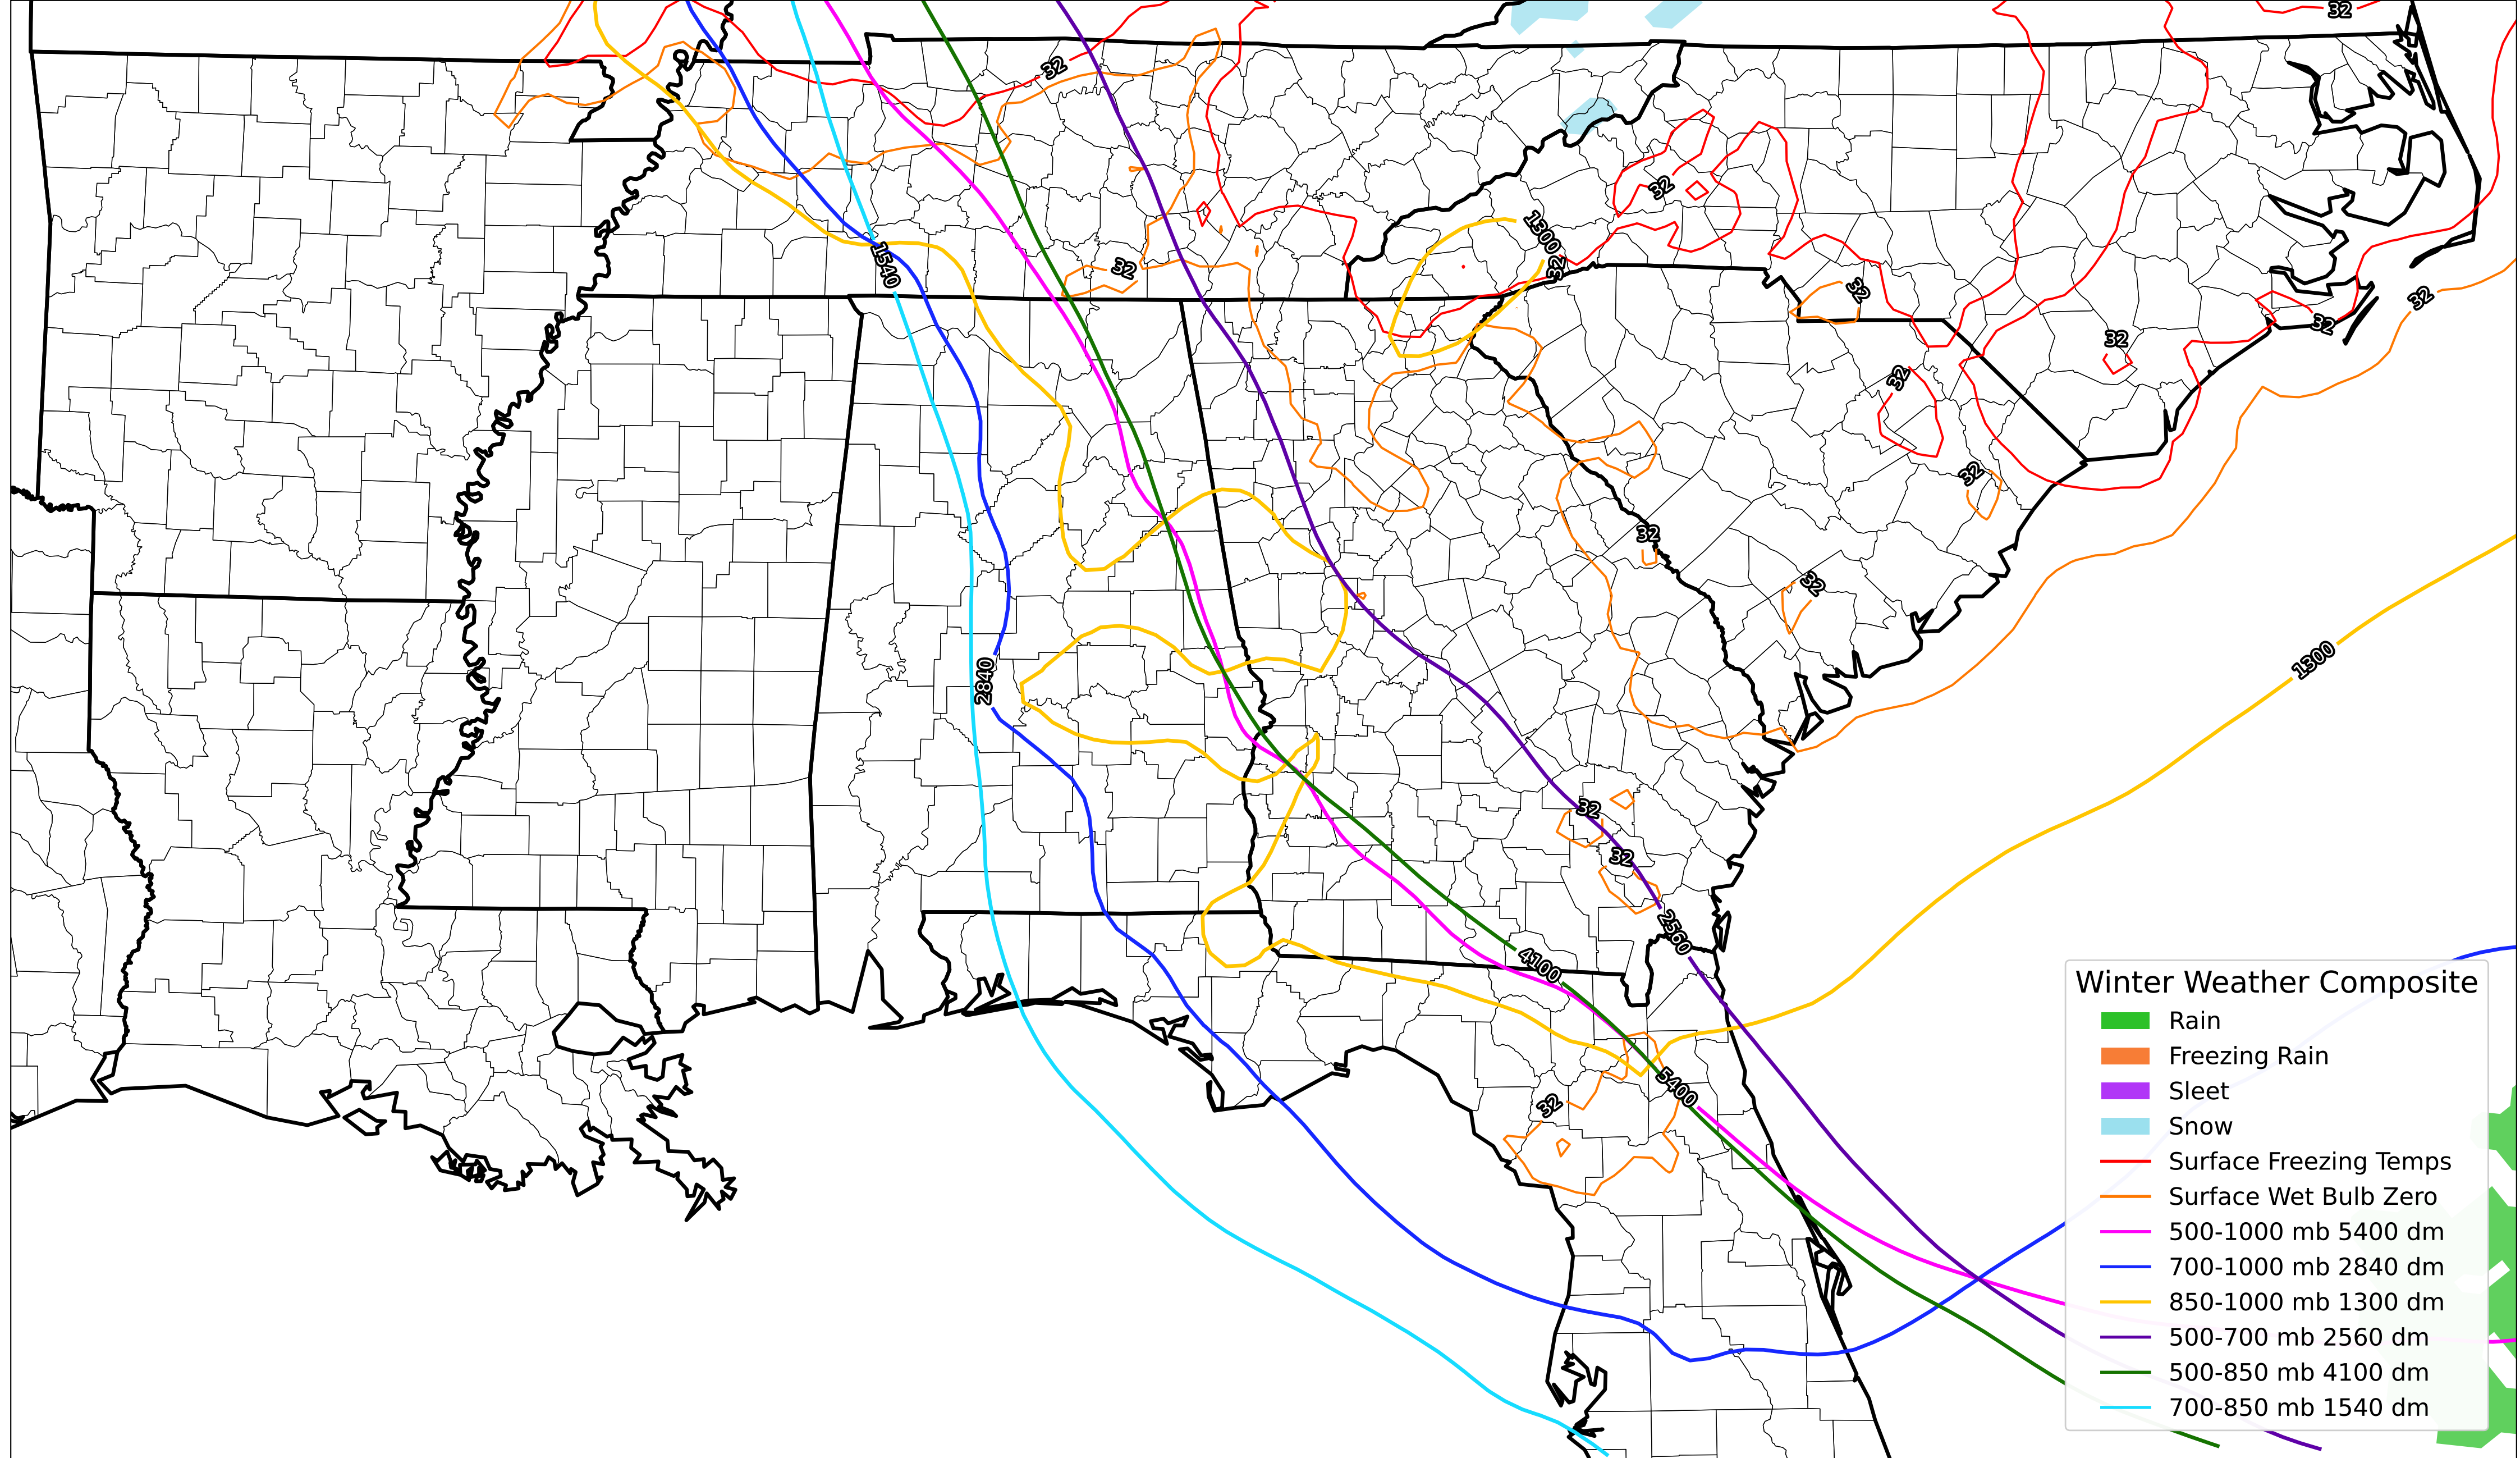 32
32
32
32
1300
32
1540
32
32
32
32
32
32
32
32
32
1300
2840
32
32
2560
4100
5400
32
Winter Weather Composite
Rain
Freezing Rain
Sleet
Snow
Surface Freezing Temps
Surface Wet Bulb Zero
500-1000 mb 5400 dm
700-1000 mb 2840 dm
850-1000 mb 1300 dm
500-700 mb 2560 dm
500-850 mb 4100 dm
700-850 mb 1540 dm